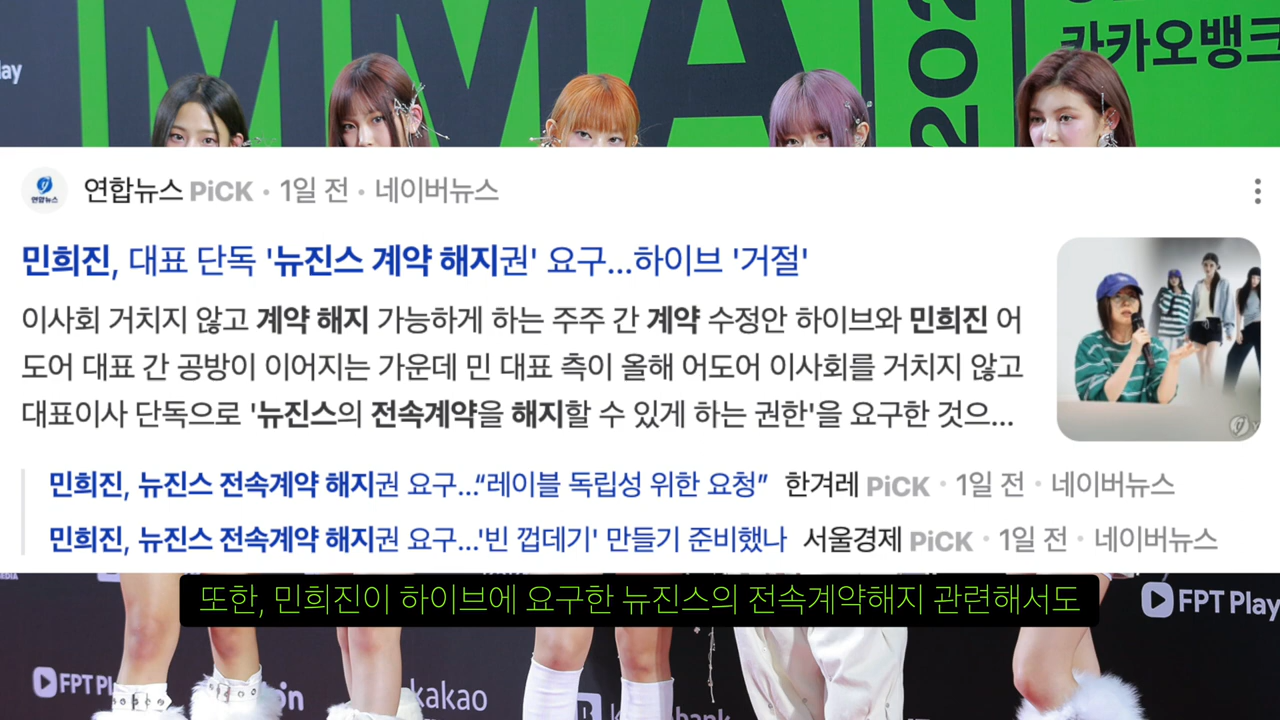 MMA
202
카카오뱅크
lay
연합뉴스
연합뉴스 PiCK · 1일 전 · 네이버뉴스
민희진, 대표 단독 '뉴진스 계약 해지권' 요구...하이브 '거절'
이사회 거치지 않고 계약 해지 가능하게 하는 주주 간 계약 수정안 하이브와 민희진 어
도어 대표 간 공방이 이어지는 가운데 민 대표 측이 올해 어도어 이사회를 거치지 않고
대표이사 단독으로 '뉴진스의 전속계약을 해지할 수 있게 하는 권한'을 요구한 것으...
민희진, 뉴진스 전속계약 해지권 요구...“레이블 독립성 위한 요청” 한겨레 PiCK · 1일 전 · 네이버뉴스
민희진, 뉴진스 전속계약 해지권 요구...'빈 껍데기' 만들기 준비했나 서울경제 PiCK · 1일 전 · 네이버뉴스
또한, 민희진이 하이브에 요구한 뉴진스의 전속계약해지 관련해서도
FPT Play
FPT Pl
kakao